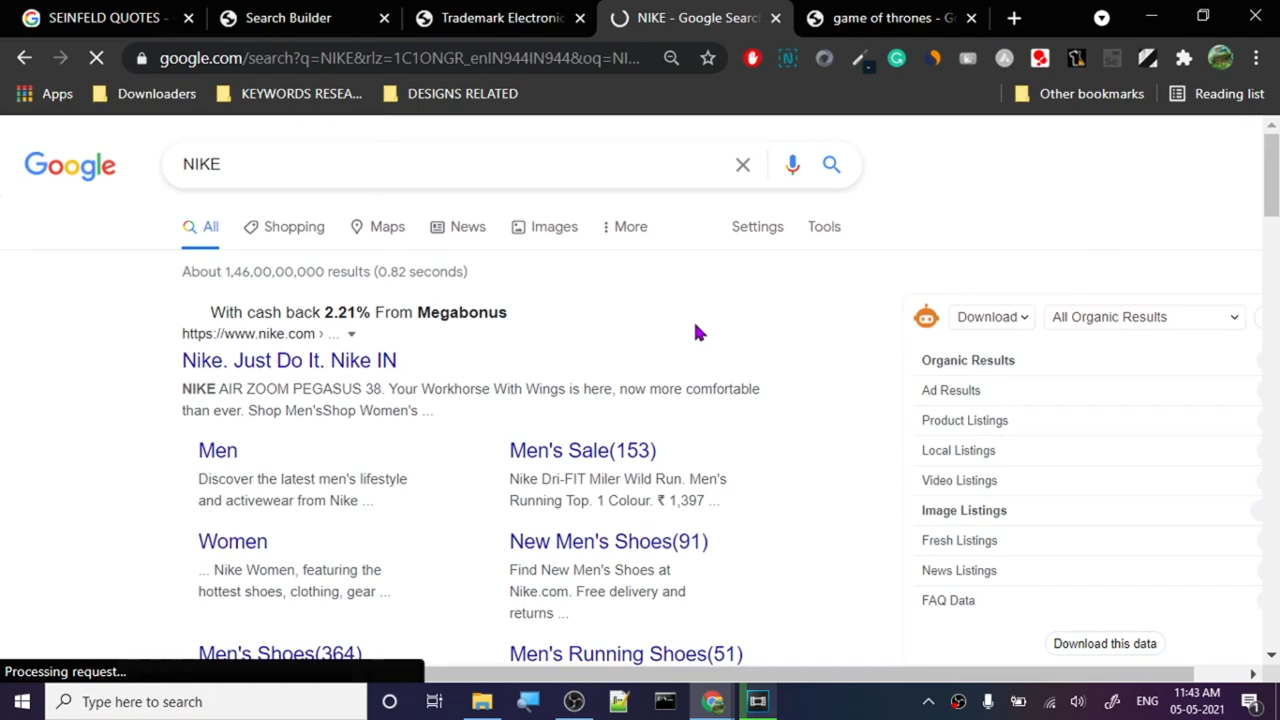 SEINFELD QUOTES -
Search Builder
Trademark Electronic
NIKE - Google Search
game of thrones - Go
google.com/search?q=NIKE&rlz=1C1ONGR_enIN944IN944&oq=NI...
Apps
Downloaders
KEYWORDS RESEA...
DESIGNS RELATED
Other bookmarks
Reading list
Google
NIKE
All
Shopping
Maps
News
Images
More
Settings
Tools
About 1,46,00,00,000 results (0.82 seconds)
With cash back 2.21% From Megabonus
https://www.nike.com › ...
Nike. Just Do It. Nike IN
NIKE AIR ZOOM PEGASUS 38. Your Workhorse With Wings is here, now more comfortable
than ever. Shop Men'sShop Women's ...
Men
Discover the latest men's lifestyle
and activewear from Nike ...
Women
... Nike Women, featuring the
hottest shoes, clothing, gear ...
Men's Shoes(364)
Men's Sale(153)
Nike Dri-FIT Miler Wild Run. Men's
Running Top. 1 Colour. ₹ 1,397 ...
New Men's Shoes(91)
Find New Men's Shoes at
Nike.com. Free delivery and
returns ...
Men's Running Shoes(51)
Download
All Organic Results
Organic Results
Ad Results
Product Listings
Local Listings
Video Listings
Image Listings
Fresh Listings
News Listings
FAQ Data
Download this data
Processing request...
Type here to search
ENG
11:43 AM
05-05-2021
1